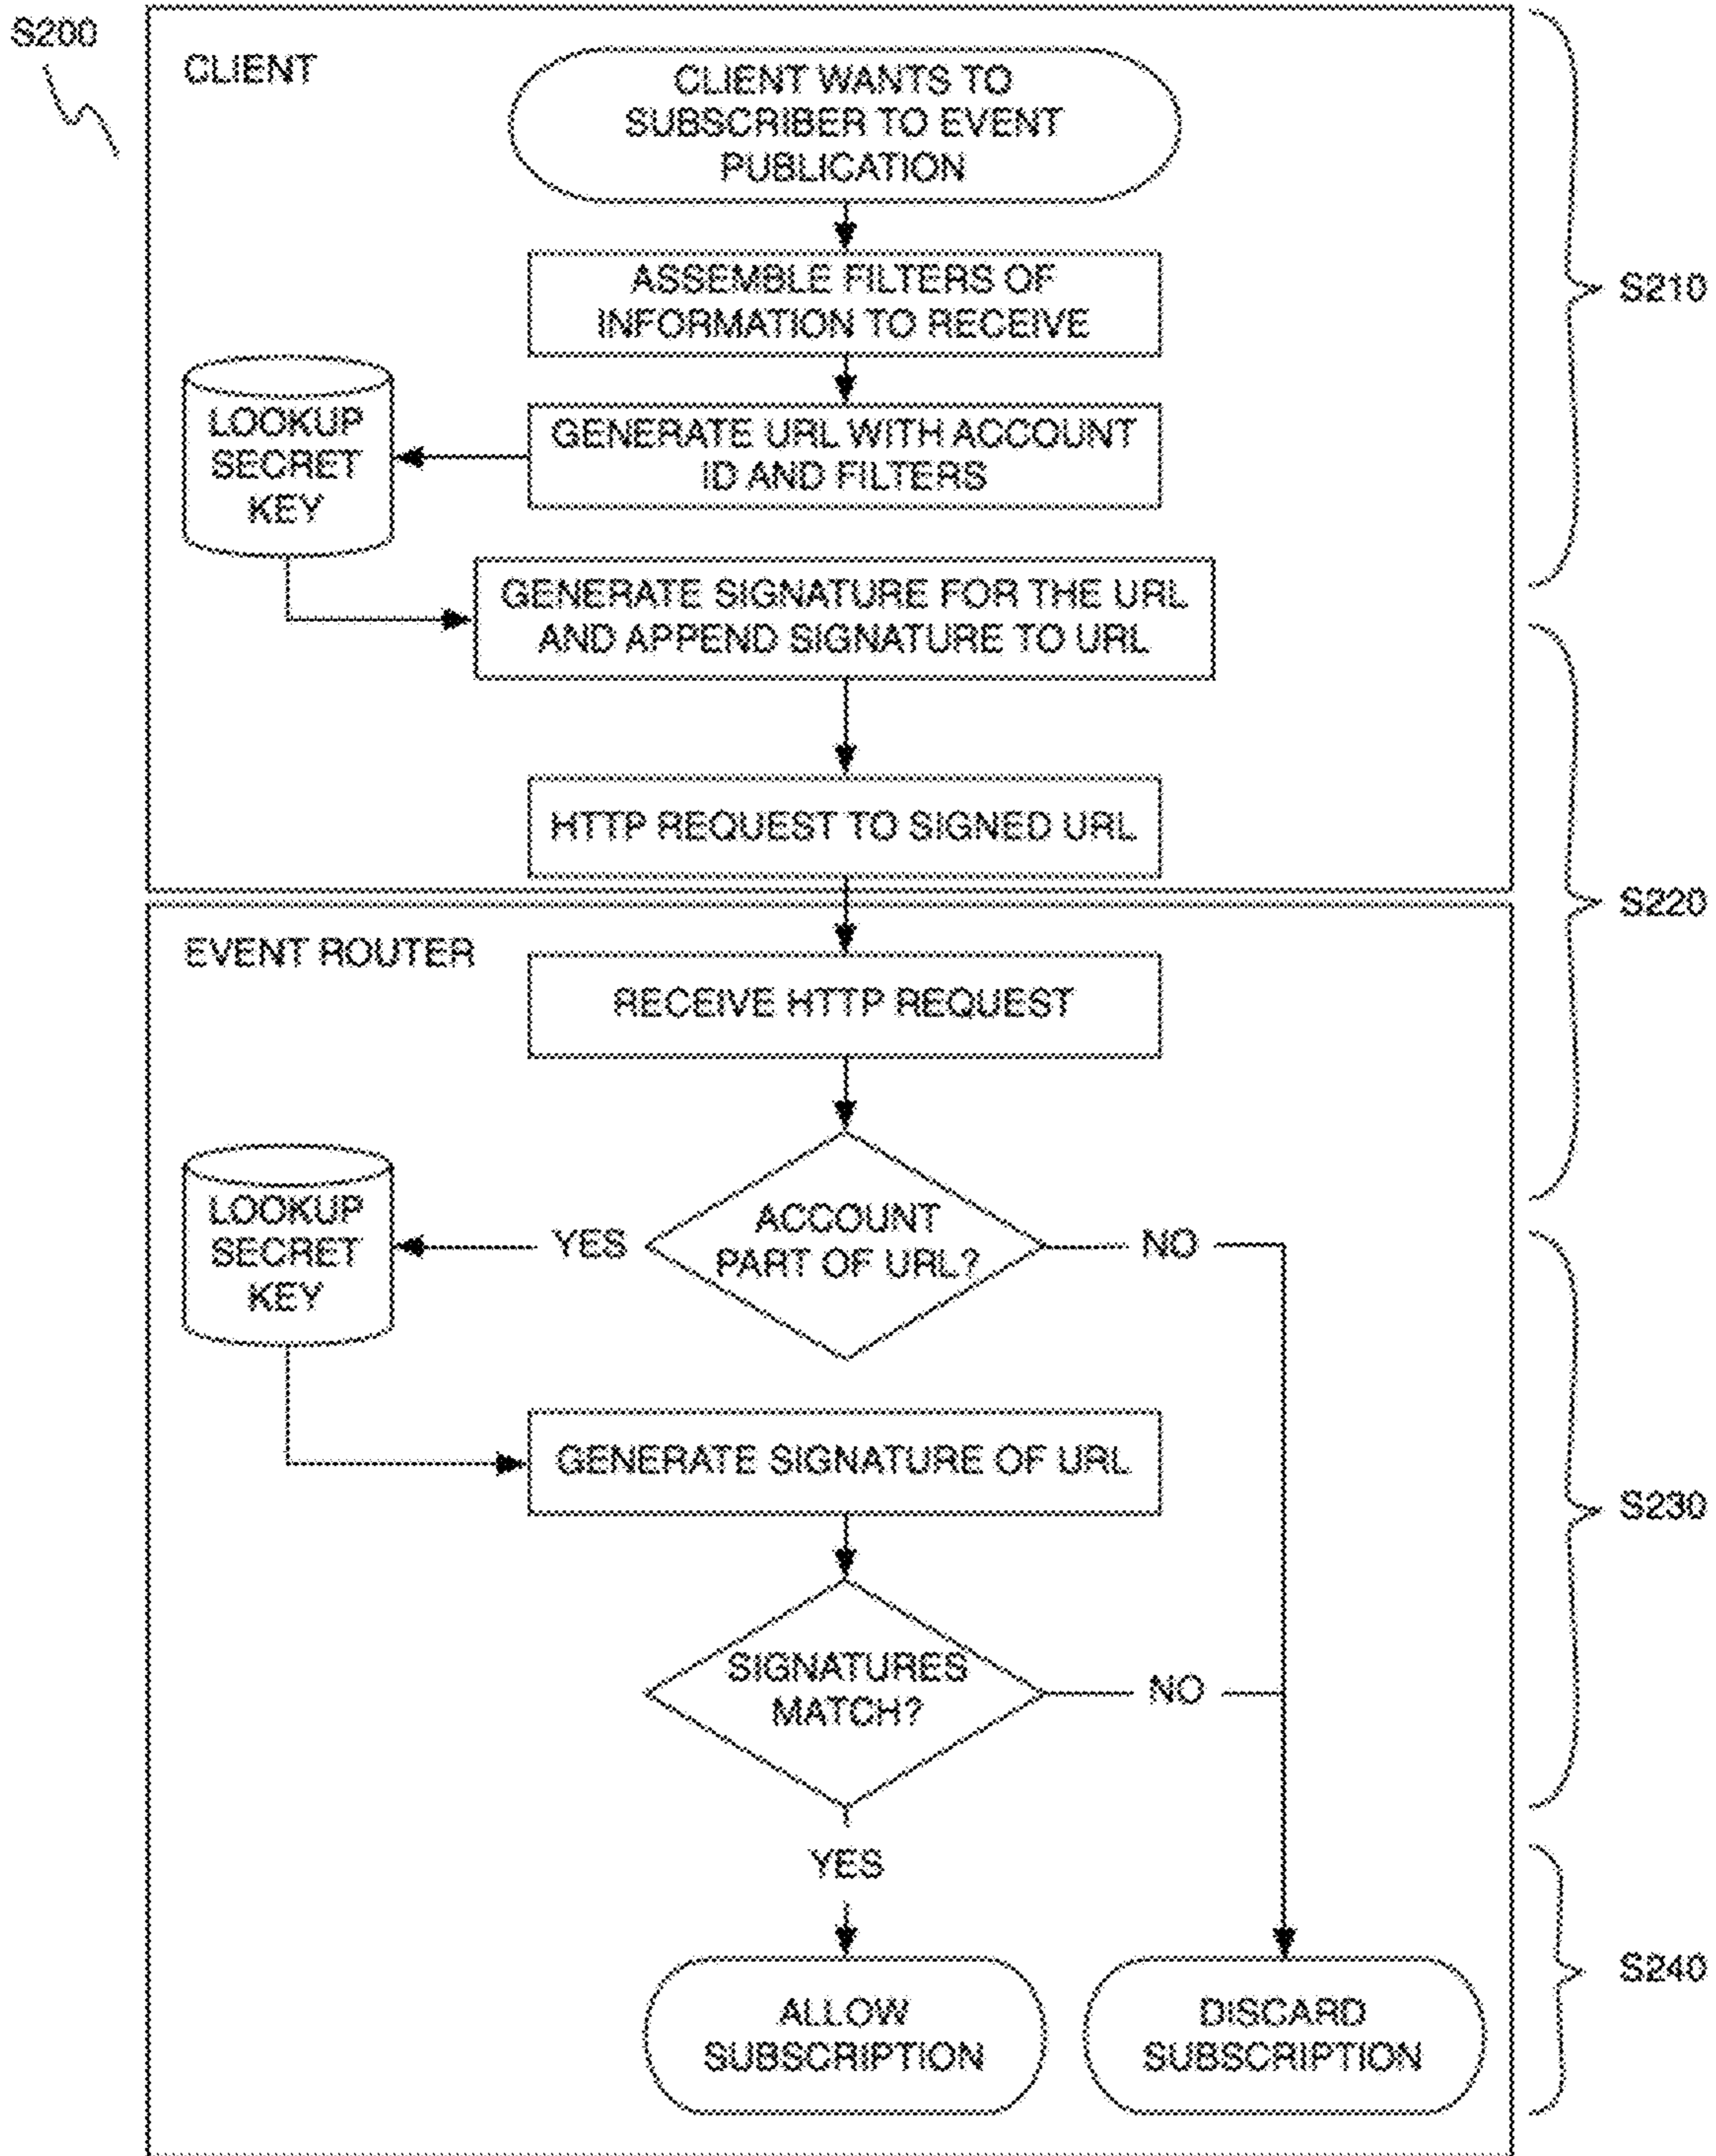 S200
CLIENT
CLIENT WANTS TO
SUBSCRIBER TO EVENT
PUBLICATION
ASSEMBLE FILTERS OF
INFORMATION TO RECEIVE
S210
LOOKUP
SECRET
KEY
GENERATE URL WITH ACCOUNT
ID AND FILTERS
GENERATE SIGNATURE FOR THE URL
AND APPEND SIGNATURE TO URL
HTTP REQUEST TO SIGNED URL
S220
EVENT ROUTER
RECEIVE HTTP REQUEST
LOOKUP
SECRET
KEY
YES
ACCOUNT
PART OF URL?
NO
GENERATE SIGNATURE OF URL
S230
SIGNATURES
MATCH?
NO
YES
S240
ALLOW
SUBSCRIPTION
DISCARD
SUBSCRIPTION